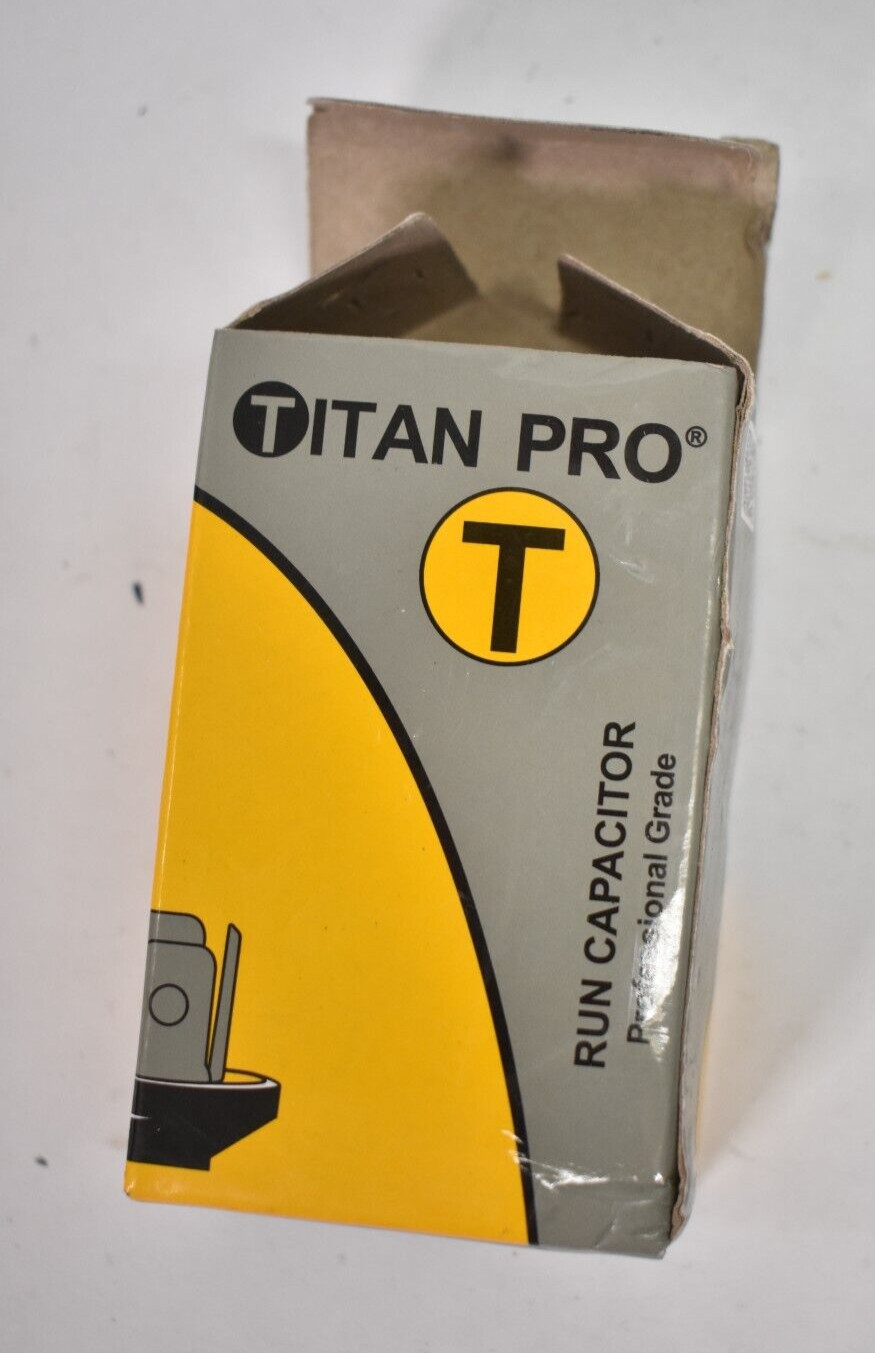 TITAN PRO®
T
RUN CAPACITOR
Professional Grade